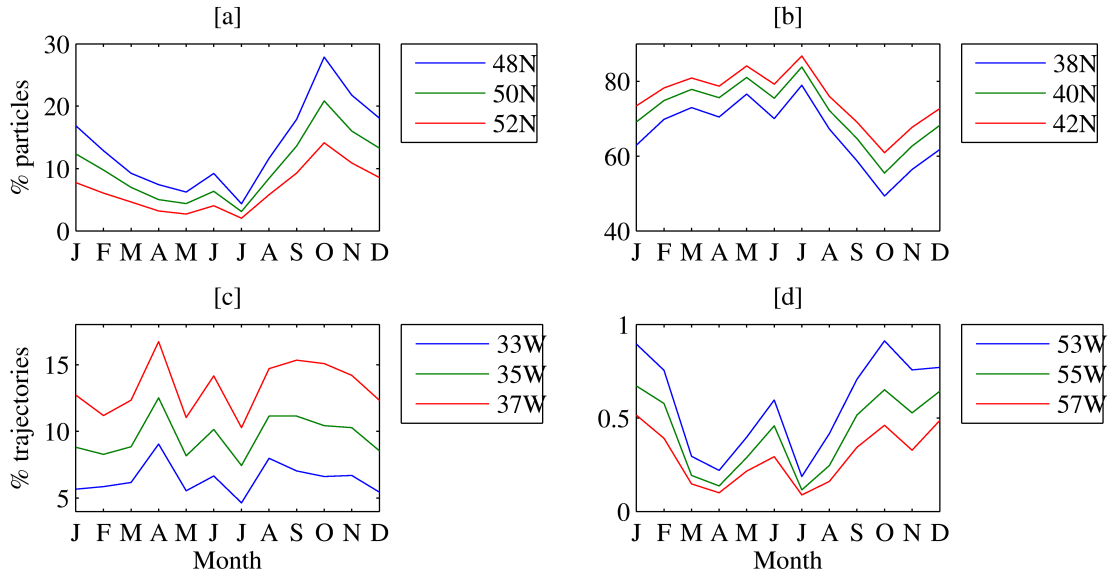 [a]
% particles
30
20
10
0
J F M A M J J A S O N D
48N
50N
52N
[b]
80
60
40
J F M A M J J A S O N D
38N
40N
42N
[c]
% trajectories
15
10
5
J F M A M J J A S O N D
Month
33W
35W
37W
[d]
1
0.5
0
J F M A M J J A S O N D
Month
53W
55W
57W